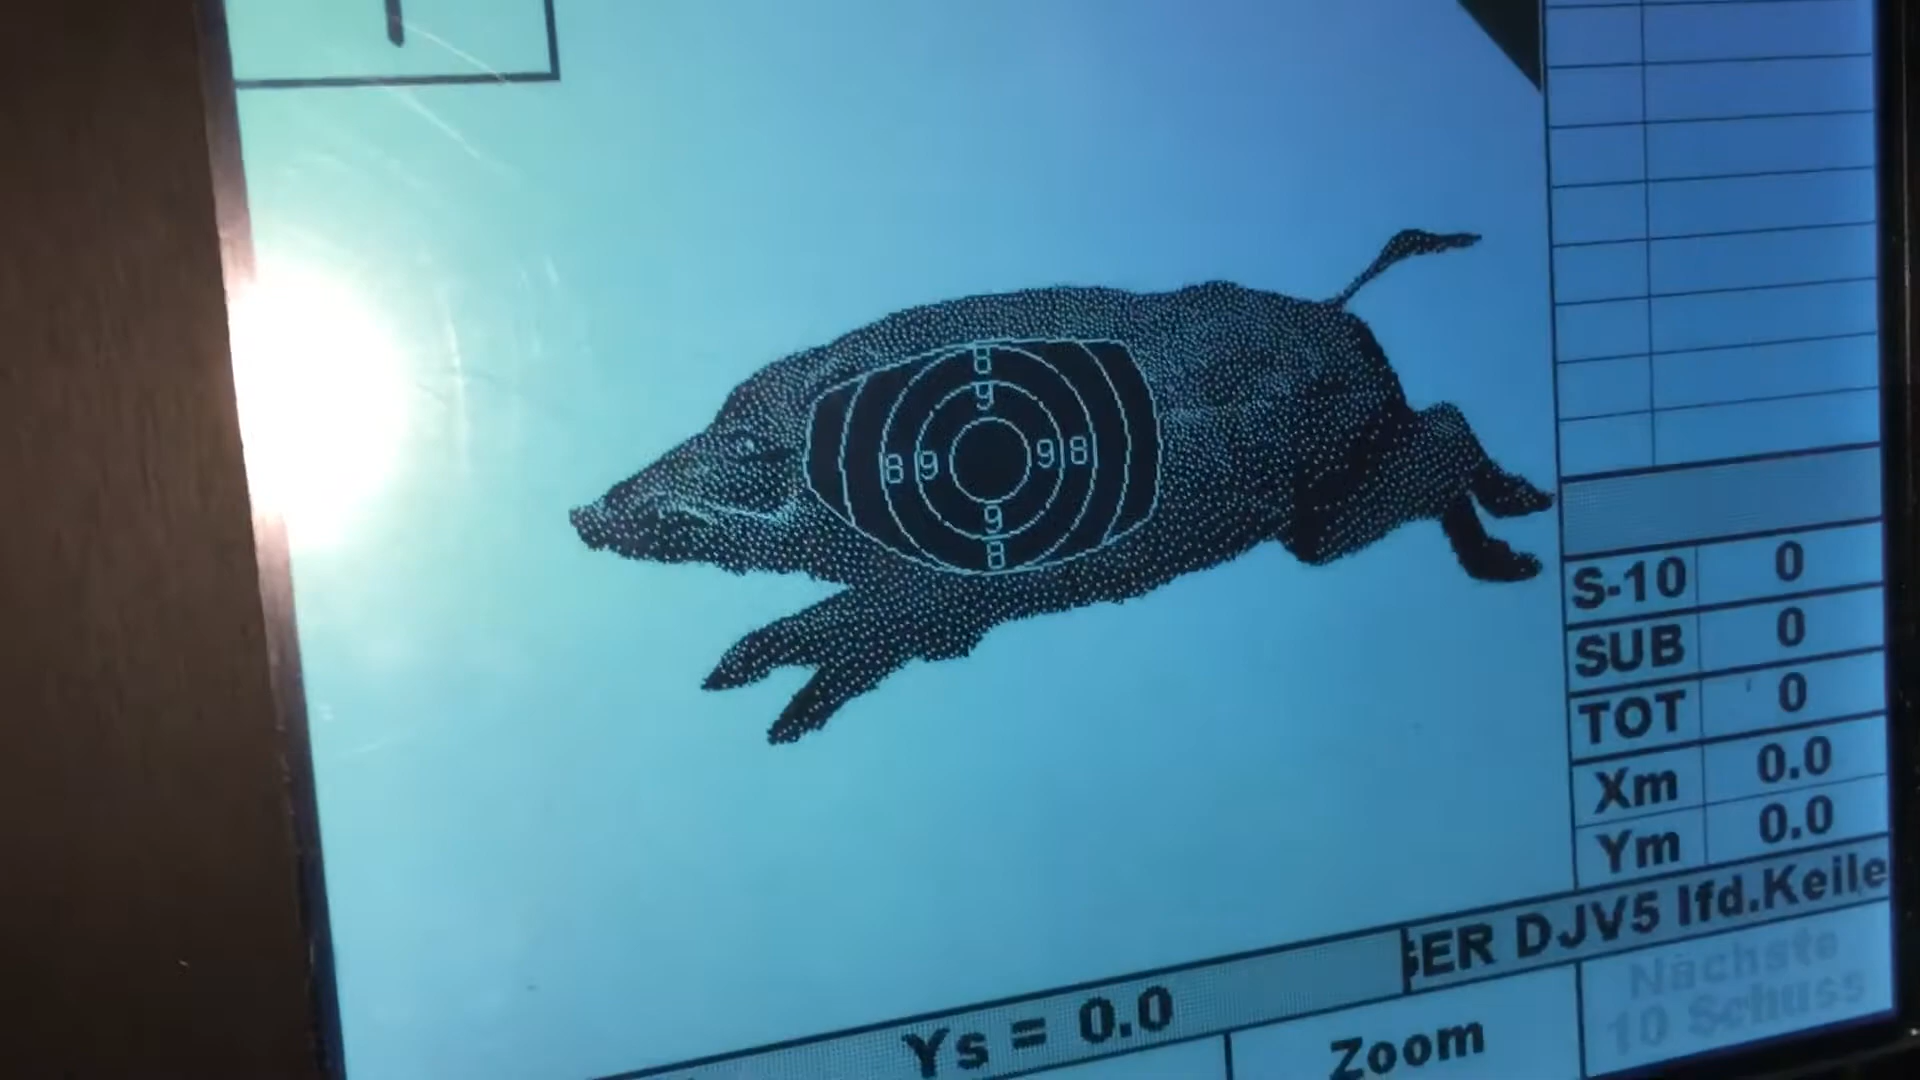 8
9
8 9 9 8
9
8
S-10 0
SUB 0
TOT 0
Xm 0.0
Ym 0.0
ER DJV5 lfd.Keile
Ys = 0.0
Zoom
Nächste
10 Schuss